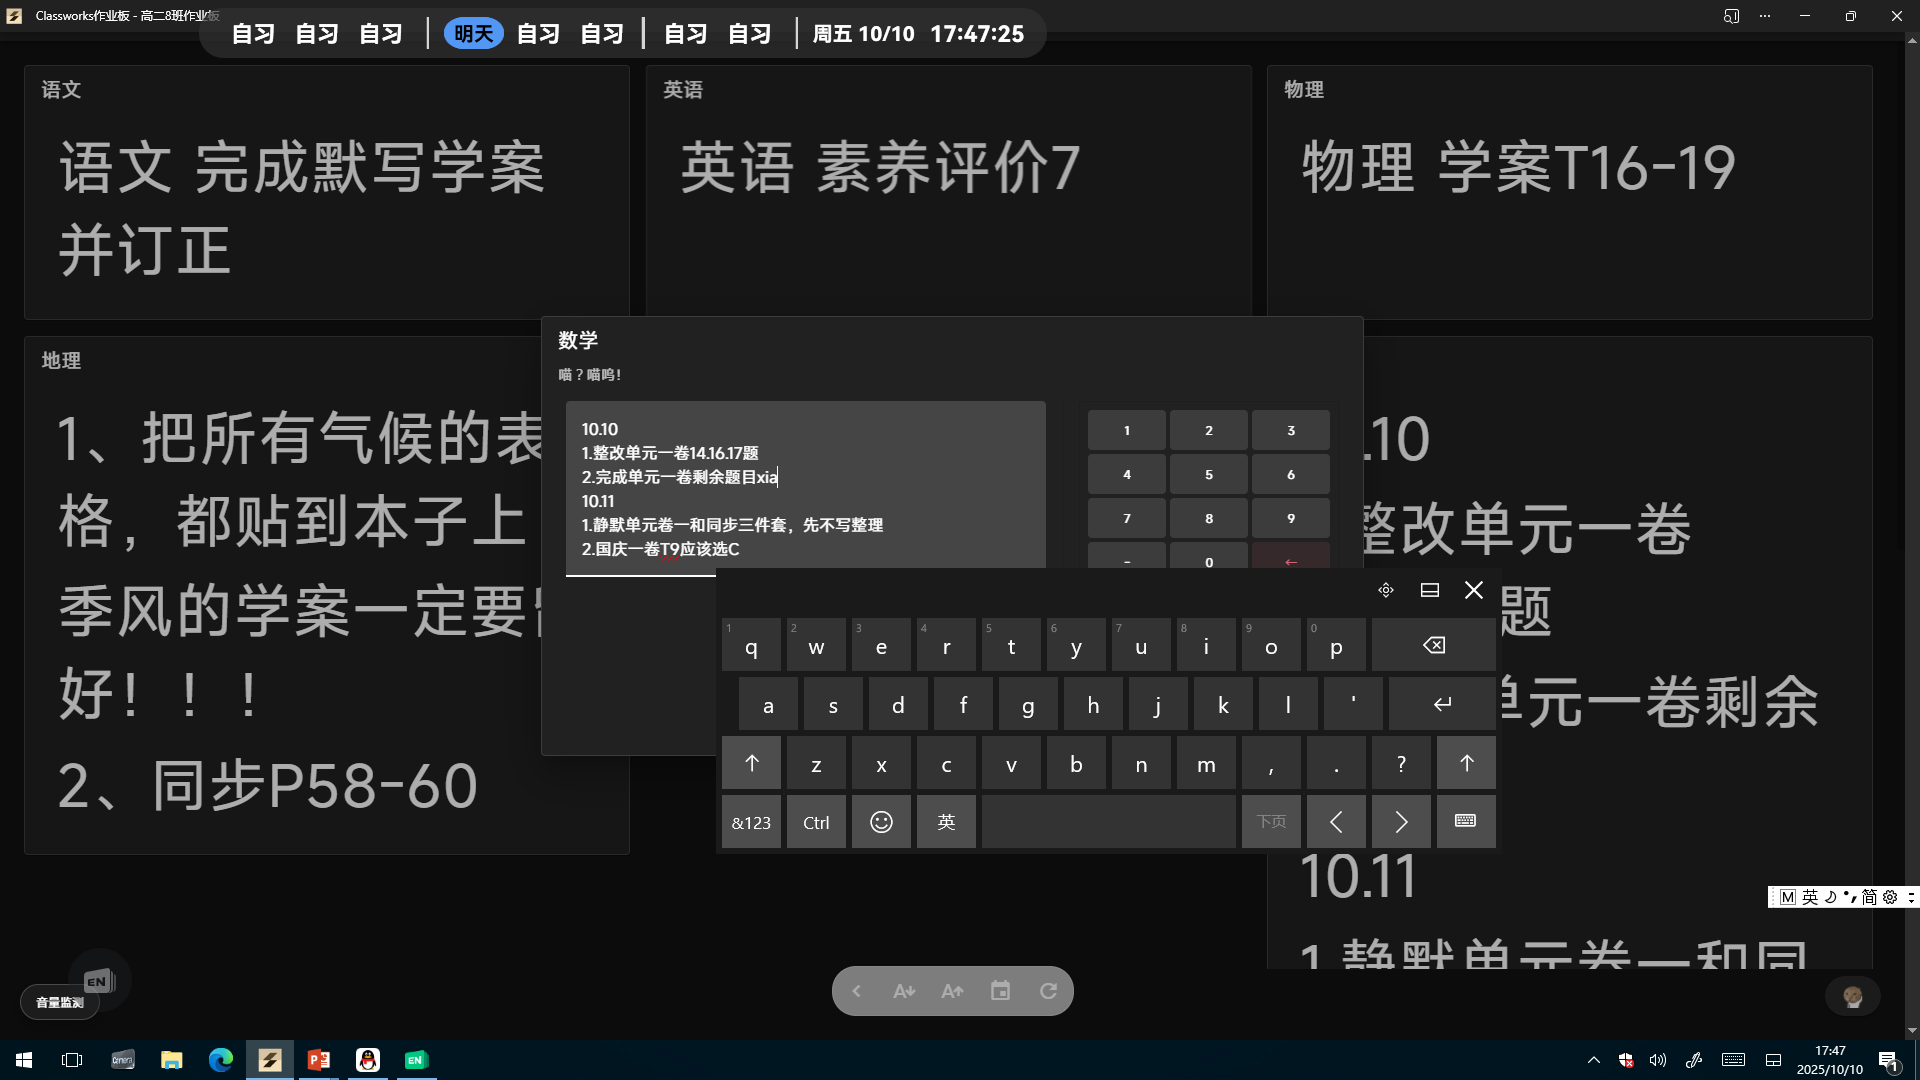 Classworks作业板 - 高二8班作业板
自习 自习 自习 | 明天 自习 自习 | 自习 自习 | 周五 10/10 17:47:25
语文
语文 完成默写学案
并订正
英语
英语 素养评价7
物理
物理 学案T16-19
地理
1、把所有气候的表
格，都贴到本子上
季风的学案一定要
好！！！
2、同步P58-60
数学
喵？喵呜！
10.10
1.整改单元一卷14.16.17题
2.完成单元一卷剩余题目xia
10.11
1.静默单元卷一和同步三件套，先不写整理
2.国庆一卷T9应该选C
1 2 3
4 5 6
7 8 9
- 0 ←
.10
整改单元一卷
题
单元一卷剩余
10.11
1.静默单元卷一和同
1 2 3 4 5 6 7 8 9 0
q w e r t y u i o p
a s d f g h j k l '
z x c v b n m , . ?
&123 Ctrl 英 下页
M 英 简
EN
音量监测
A A
Camera
EN
17:47
2025/10/10
1